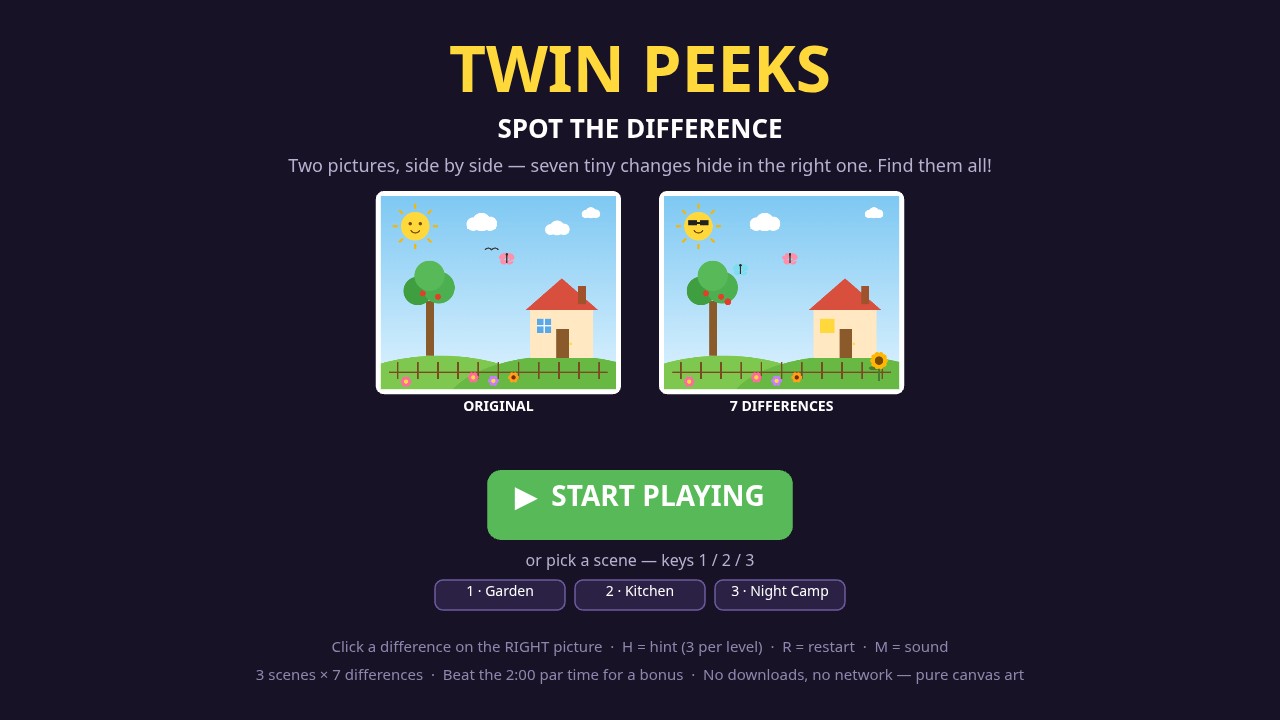 TWIN PEEKS
SPOT THE DIFFERENCE
Two pictures, side by side — seven tiny changes hide in the right one. Find them all!
ORIGINAL
7 DIFFERENCES
▶ START PLAYING
or pick a scene — keys 1 / 2 / 3
1 · Garden
2 · Kitchen
3 · Night Camp
Click a difference on the RIGHT picture · H = hint (3 per level) · R = restart · M = sound
3 scenes × 7 differences · Beat the 2:00 par time for a bonus · No downloads, no network — pure canvas art